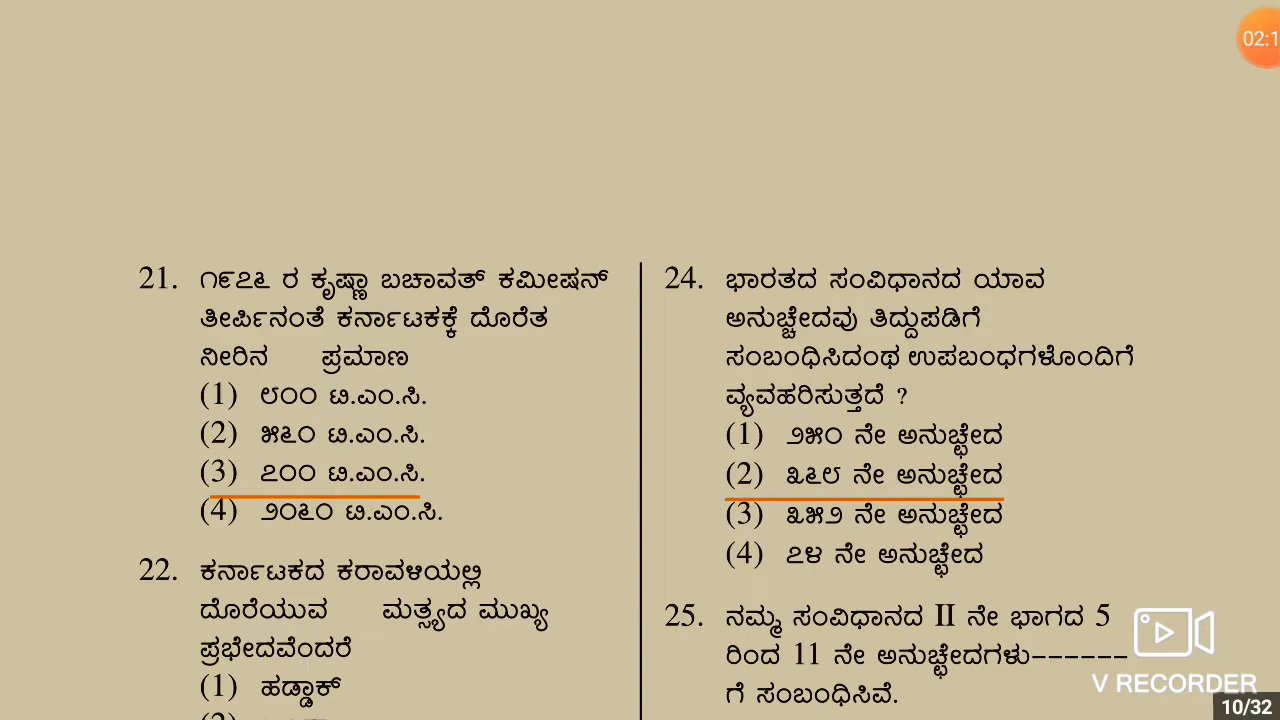 02:1
21. ೧೯೭೬ ರ ಕೃಷ್ಣಾ ಬಚಾವತ್ ಕಮೀಷನ್
ತೀರ್ಪಿನಂತೆ ಕರ್ನಾಟಕಕ್ಕೆ ದೊರೆತ
ನೀರಿನ ಪ್ರಮಾಣ
(1) ೮೦೦ ಟಿ.ಎಂ.ಸಿ.
(2) ೫೬೦ ಟಿ.ಎಂ.ಸಿ.
(3) ೭೦೦ ಟಿ.ಎಂ.ಸಿ.
(4) ೨೦೬೦ ಟಿ.ಎಂ.ಸಿ.
22. ಕರ್ನಾಟಕದ ಕರಾವಳಿಯಲ್ಲಿ
ದೊರೆಯುವ ಮತ್ಸ್ಯದ ಮುಖ್ಯ
ಪ್ರಭೇದವೆಂದರೆ
(1) ಹಡ್ಡಾಕ್
24. ಭಾರತದ ಸಂವಿಧಾನದ ಯಾವ
ಅನುಚ್ಛೇದವು ತಿದ್ದುಪಡಿಗೆ
ಸಂಬಂಧಿಸಿದಂಥ ಉಪಬಂಧಗಳೊಂದಿಗೆ
ವ್ಯವಹರಿಸುತ್ತದೆ ?
(1) ೨೫೦ ನೇ ಅನುಚ್ಛೇದ
(2) ೩೬೮ ನೇ ಅನುಚ್ಛೇದ
(3) ೩೫೨ ನೇ ಅನುಚ್ಛೇದ
(4) ೭೪ ನೇ ಅನುಚ್ಛೇದ
25. ನಮ್ಮ ಸಂವಿಧಾನದ II ನೇ ಭಾಗದ 5
ರಿಂದ 11 ನೇ ಅನುಚ್ಛೇದಗಳು------
ಗೆ ಸಂಬಂಧಿಸಿವೆ.
V RECORDER
10/32